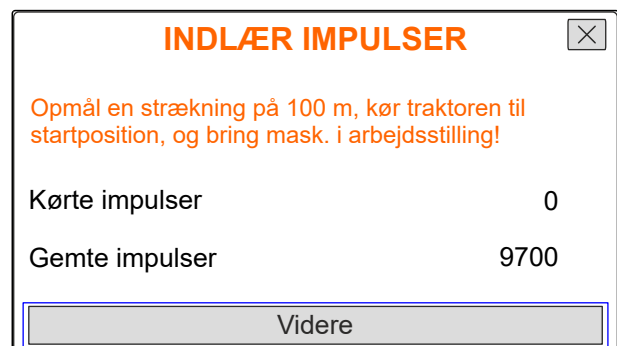 INDLÆR IMPULSER
Opmål en strækning på 100 m, kør traktoren til
startposition, og bring mask. i arbejdsstilling!
Kørte impulser 0
Gemte impulser 9700
Videre